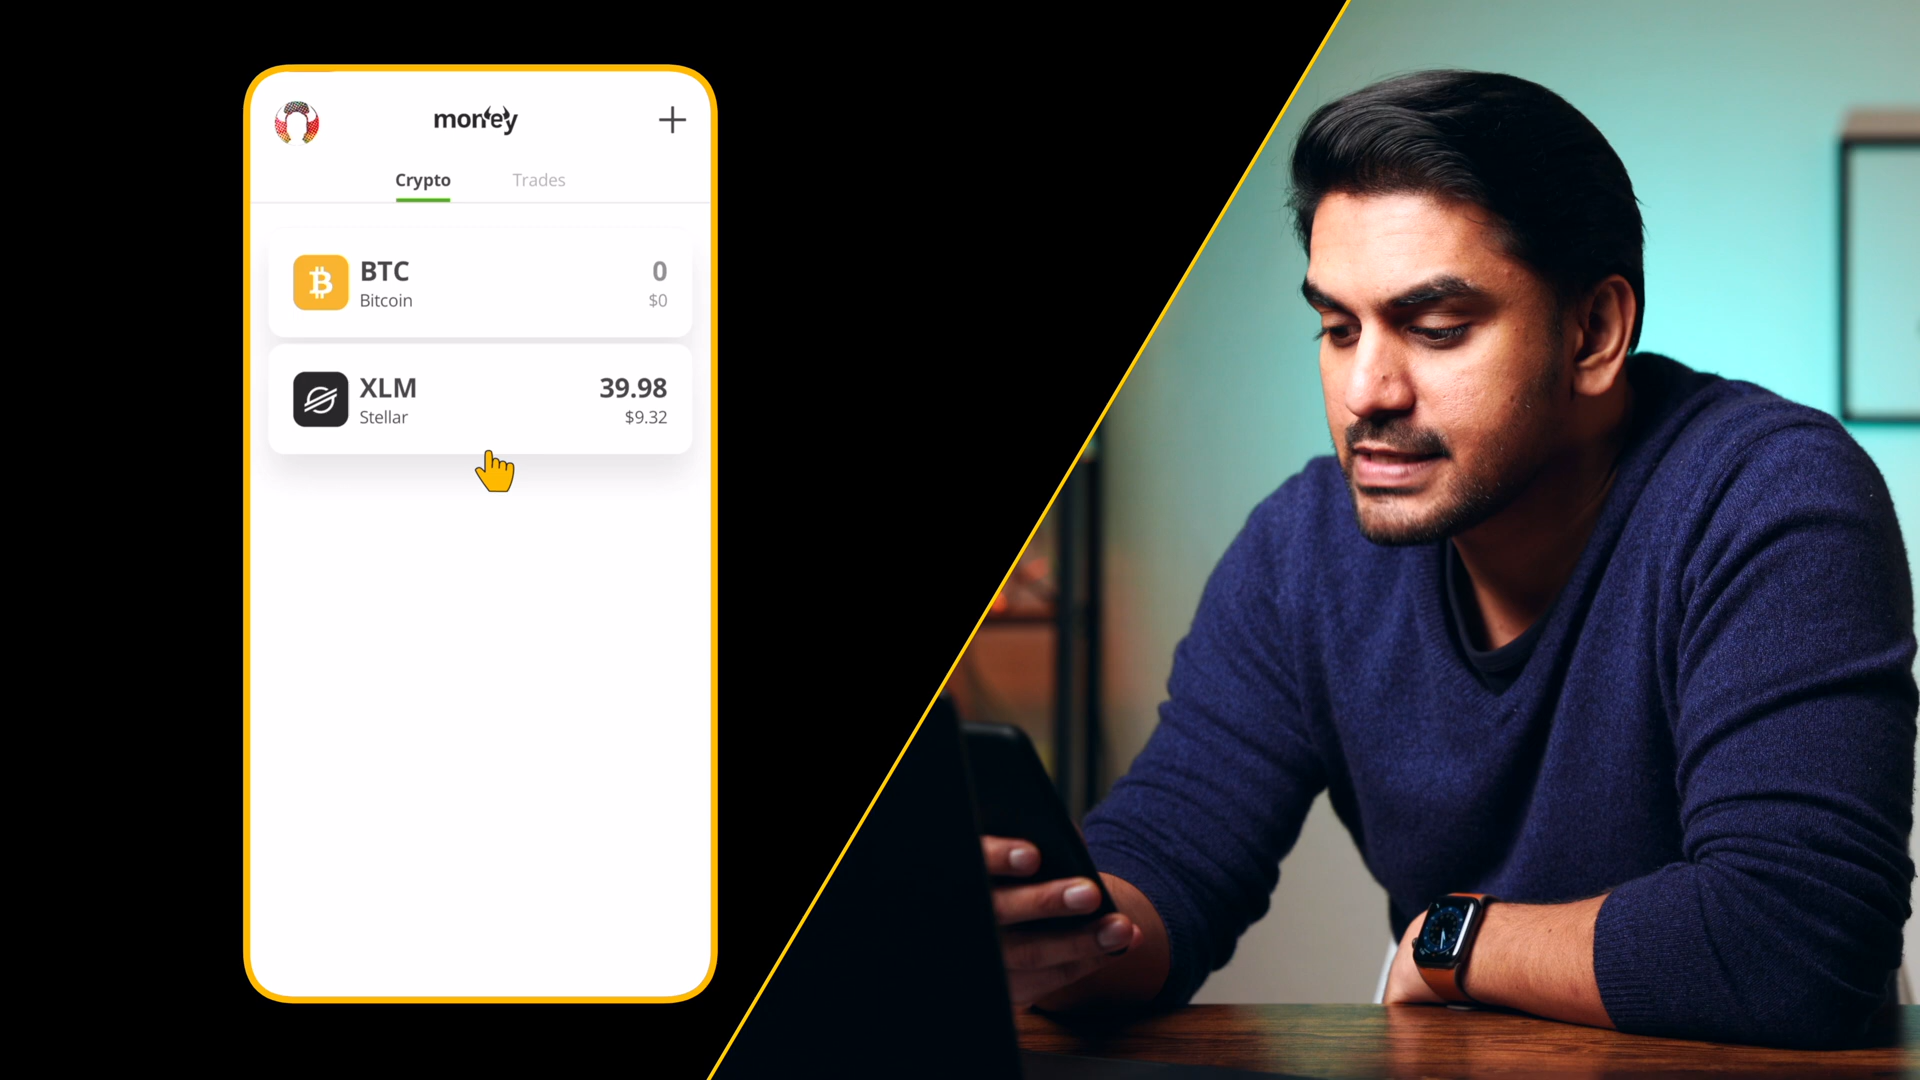 money
Crypto Trades
BTC 0
Bitcoin $0
XLM 39.98
Stellar $9.32